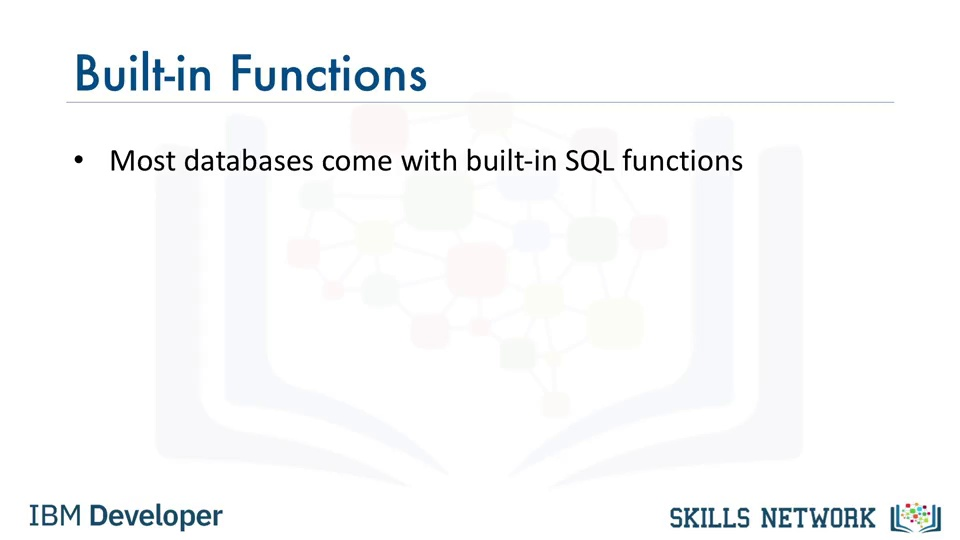 Built-in Functions
• Most databases come with built-in SQL functions
IBM Developer
SKILLS NETWORK